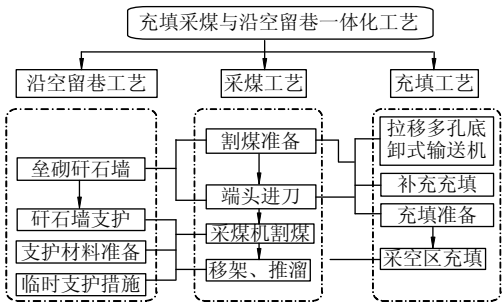 充填采煤与沿空留巷一体化工艺
沿空留巷工艺
采煤工艺
充填工艺
垒砌矸石墙
矸石墙支护
支护材料准备
临时支护措施
割煤准备
端头进刀
采煤机割煤
移架、推溜
拉移多孔底
卸式输送机
补充充填
充填准备
采空区充填